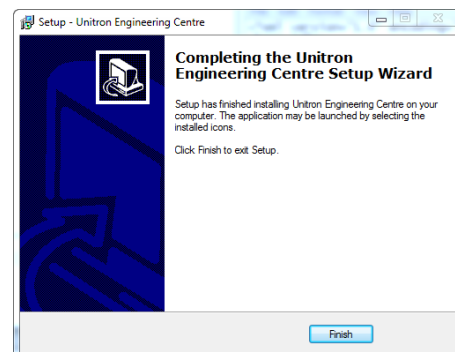 Setup - Unitron Engineering Centre
Completing the Unitron
Engineering Centre Setup Wizard
Setup has finished installing Unitron Engineering Centre on your
computer. The application may be launched by selecting the
installed icons.
Click Finish to exit Setup.
Finish